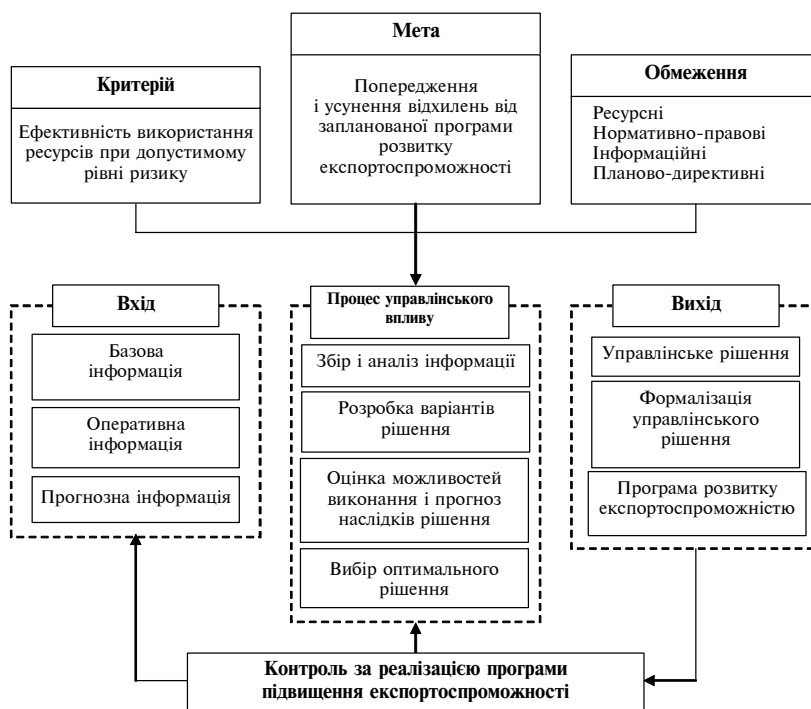 Критерій
Ефективність використання
ресурсів при допустимому
рівні ризику
Мета
Попередження
і усунення відхилень від
запланованої програми
розвитку
експортоспроможності
Обмеження
Ресурсні
Нормативно-правові
Інформаційні
Планово-директивні
Вхід
Базова
інформація
Оперативна
інформація
Прогнозна інформація
Процес управлінського
впливу
Збір і аналіз інформації
Розробка варіантів
рішення
Оцінка можливостей
виконання і прогноз
наслідків рішення
Вибір оптимального
рішення
Вихід
Управлінське рішення
Формалізація
управлінського
рішення
Програма розвитку
експортоспроможністю
Контроль за реалізацією програми
підвищення експортоспроможності